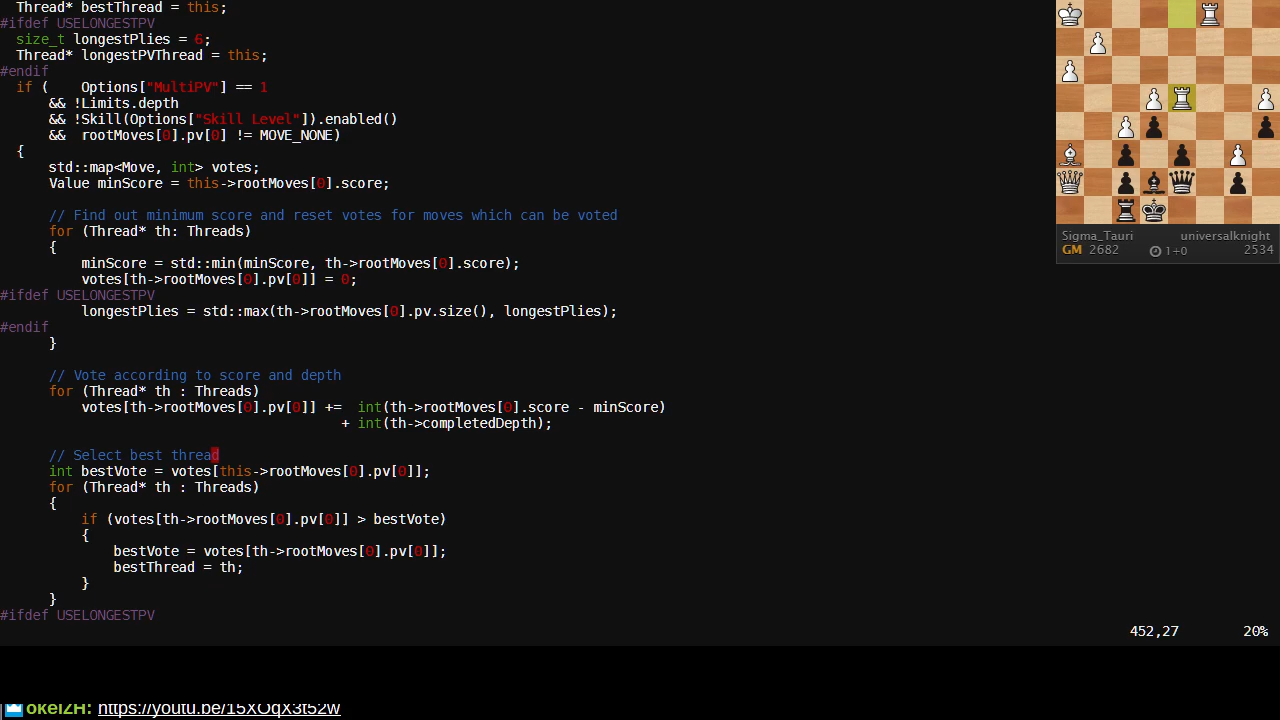 Thread* bestThread = this;
#ifdef USELONGESTPV
size_t longestPlies = 6;
Thread* longestPVThread = this;
#endif
if (    Options["MultiPV"] == 1
&& !Limits.depth
&& !Skill(Options["Skill Level"]).enabled()
&&  rootMoves[0].pv[0] != MOVE_NONE)
{
std::map<Move, int> votes;
Value minScore = this->rootMoves[0].score;
// Find out minimum score and reset votes for moves which can be voted
for (Thread* th: Threads)
{
minScore = std::min(minScore, th->rootMoves[0].score);
votes[th->rootMoves[0].pv[0]] = 0;
#ifdef USELONGESTPV
longestPlies = std::max(th->rootMoves[0].pv.size(), longestPlies);
#endif
}
// Vote according to score and depth
for (Thread* th : Threads)
votes[th->rootMoves[0].pv[0]] +=  int(th->rootMoves[0].score - minScore)
+ int(th->completedDepth);
// Select best thread
int bestVote = votes[this->rootMoves[0].pv[0]];
for (Thread* th : Threads)
{
if (votes[th->rootMoves[0].pv[0]] > bestVote)
{
bestVote = votes[th->rootMoves[0].pv[0]];
bestThread = th;
}
}
#ifdef USELONGESTPV
452,27 20%
Sigma_Tauri universalknight
GM 2682 1+0 2534
okei2H: https://youtu.be/15XOqX3t52w